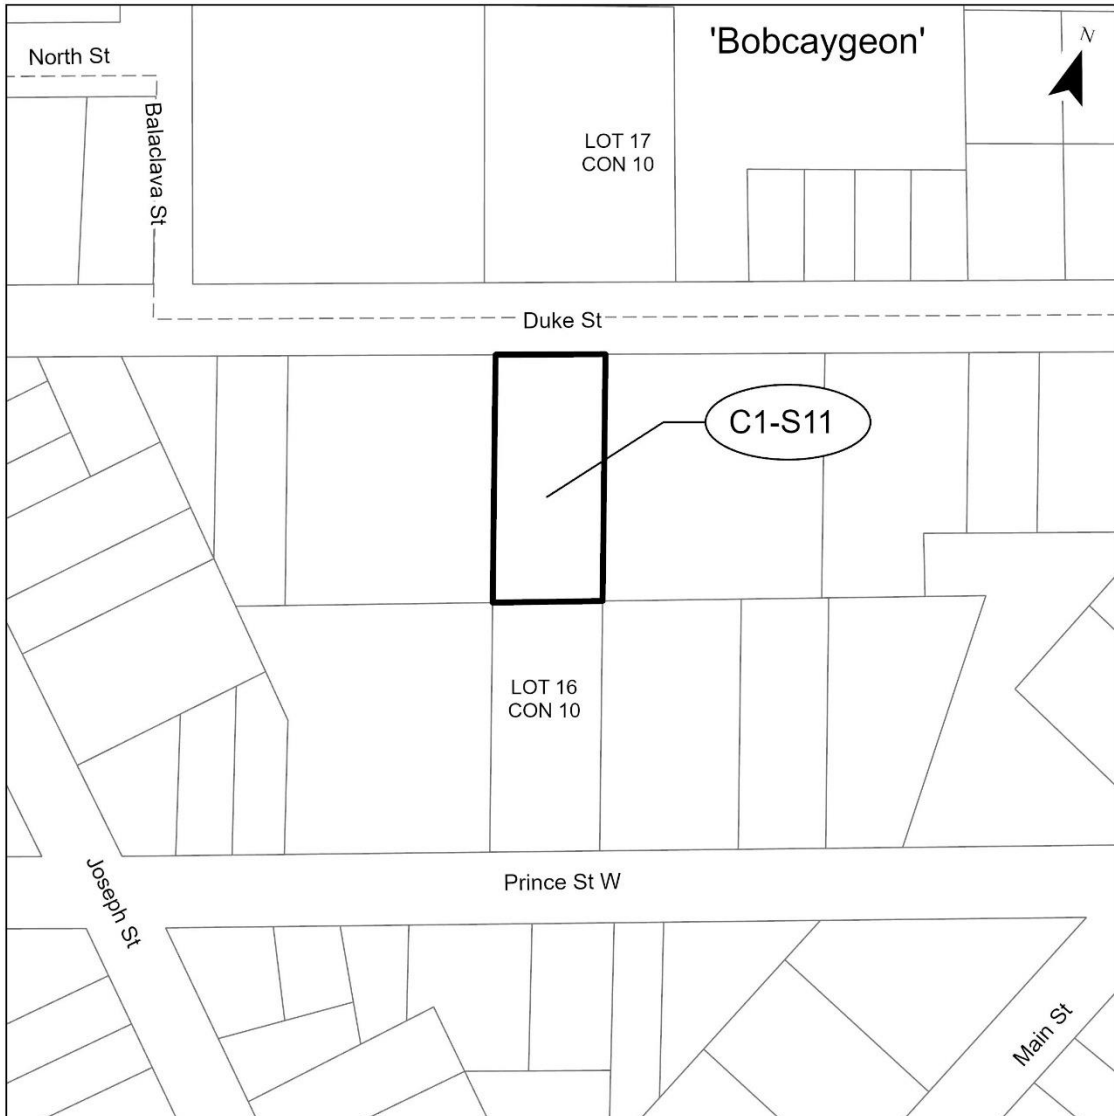 'Bobcaygeon'
N
North St
Balaclava St
LOT 17
CON 10
Duke St
C1-S11
LOT 16
CON 10
Joseph St
Prince St W
Main St